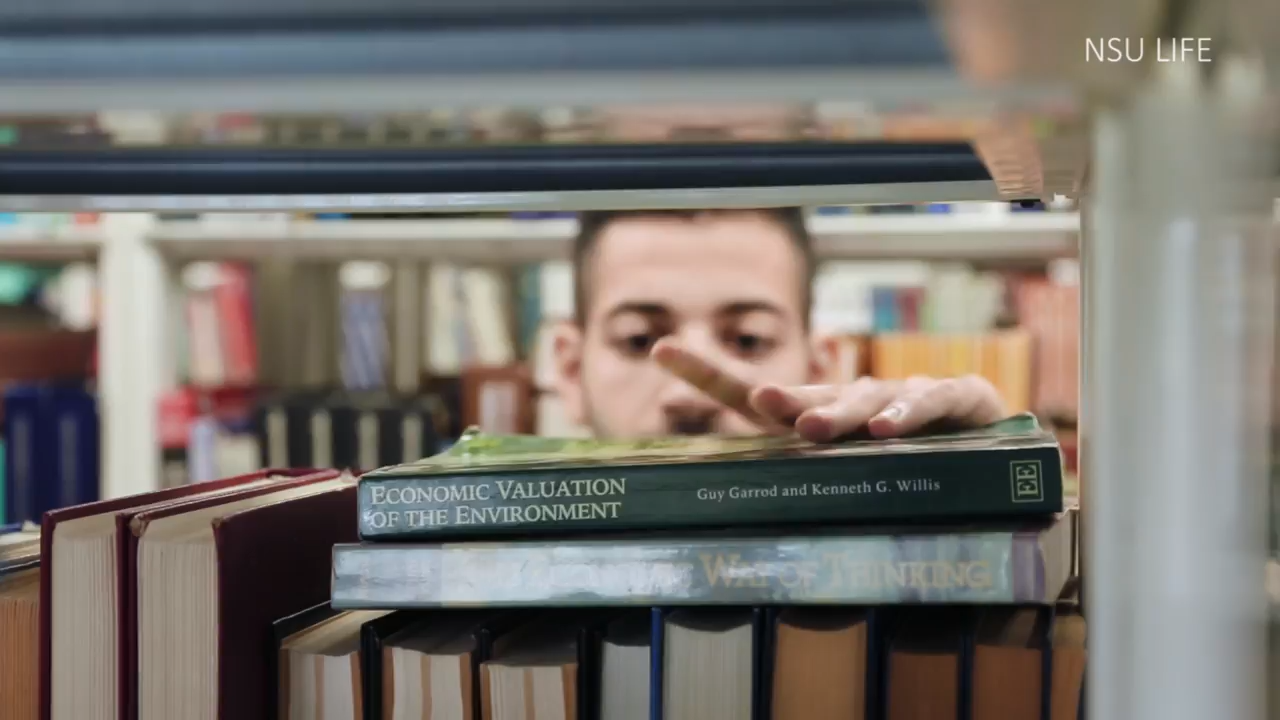 NSU LIFE
ECONOMIC VALUATION
OF THE ENVIRONMENT
Guy Garrod and Kenneth G. Willis
EE
WAY OF THINKING